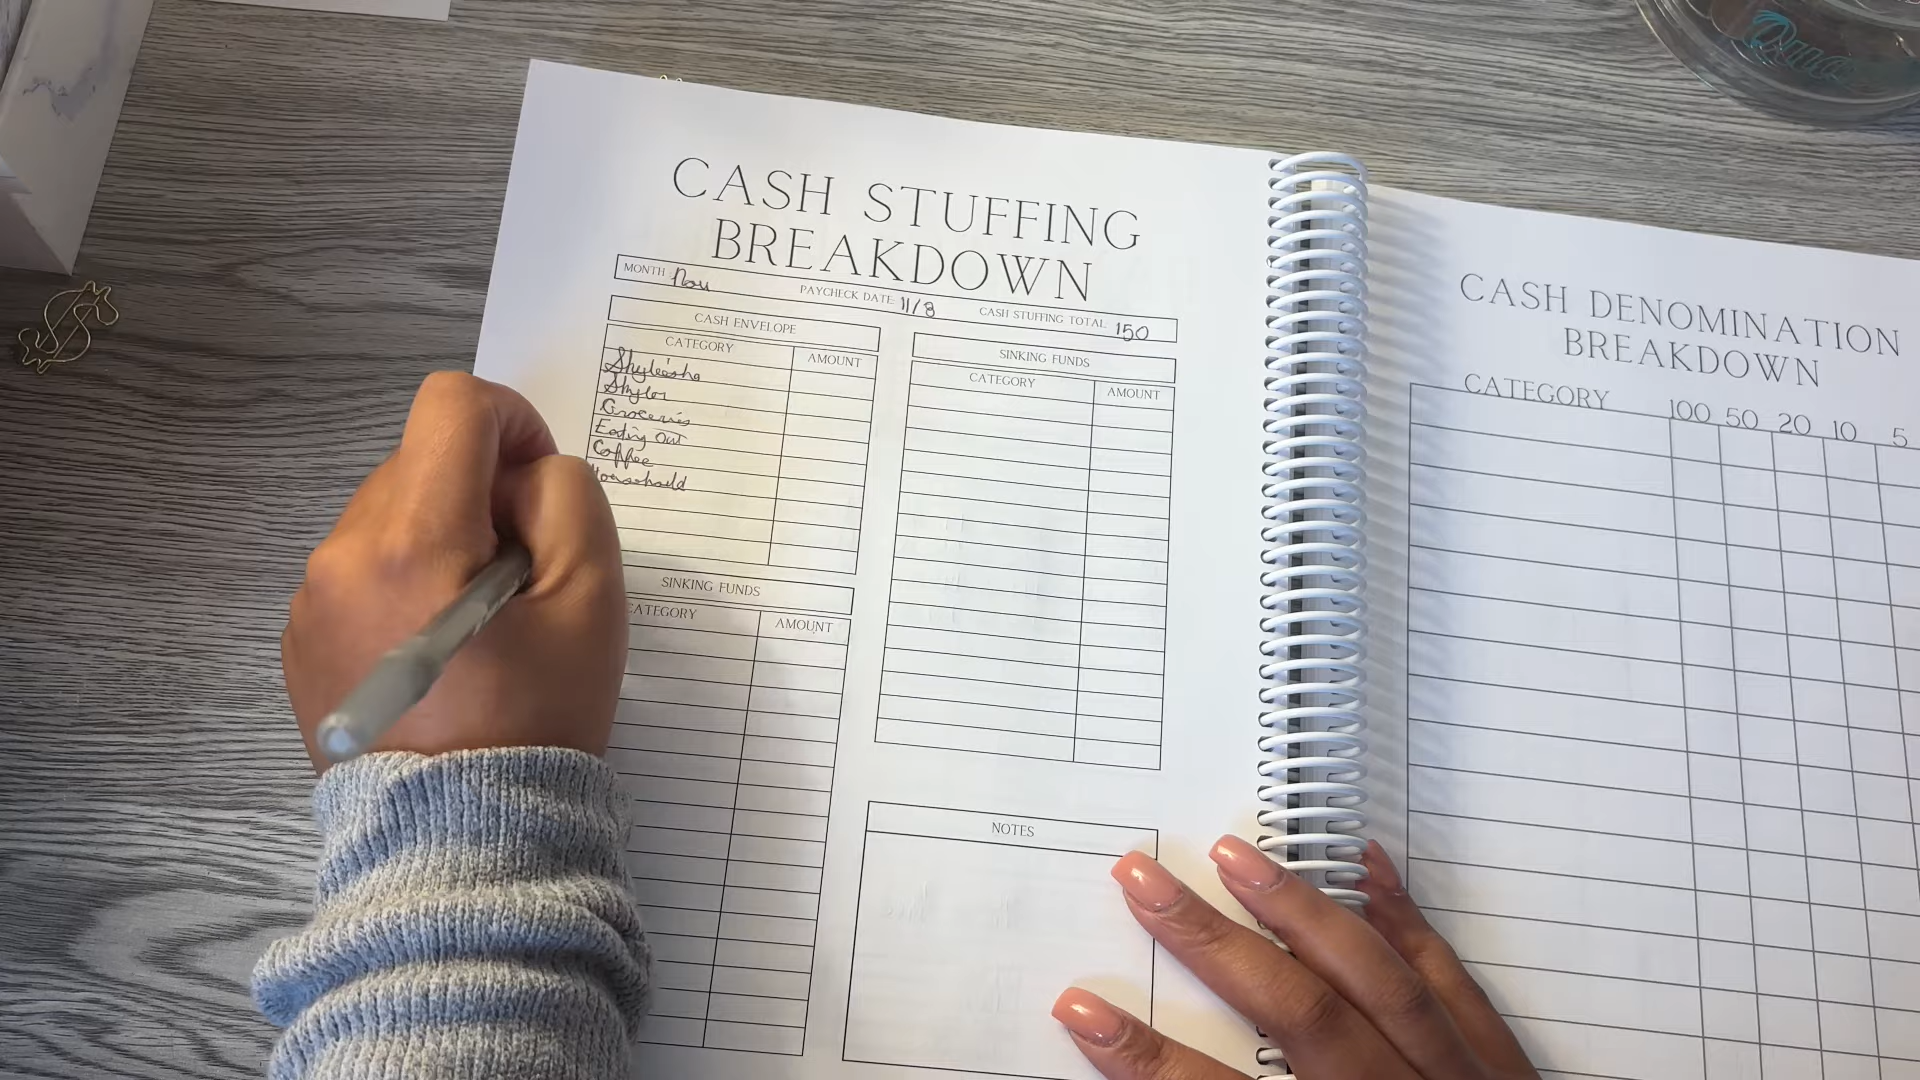 CASH STUFFING
BREAKDOWN
MONTH Nov PAYCHECK DATE 11/8 CASH STUFFING TOTAL 150
CASH ENVELOPE
CATEGORY AMOUNT
Shyleisha
Skylor
Groceries
Eating Out
Coffee
Household
SINKING FUNDS
CATEGORY AMOUNT
SINKING FUNDS
CATEGORY AMOUNT
NOTES
CASH DENOMINATION
BREAKDOWN
CATEGORY 100 50 20 10 5